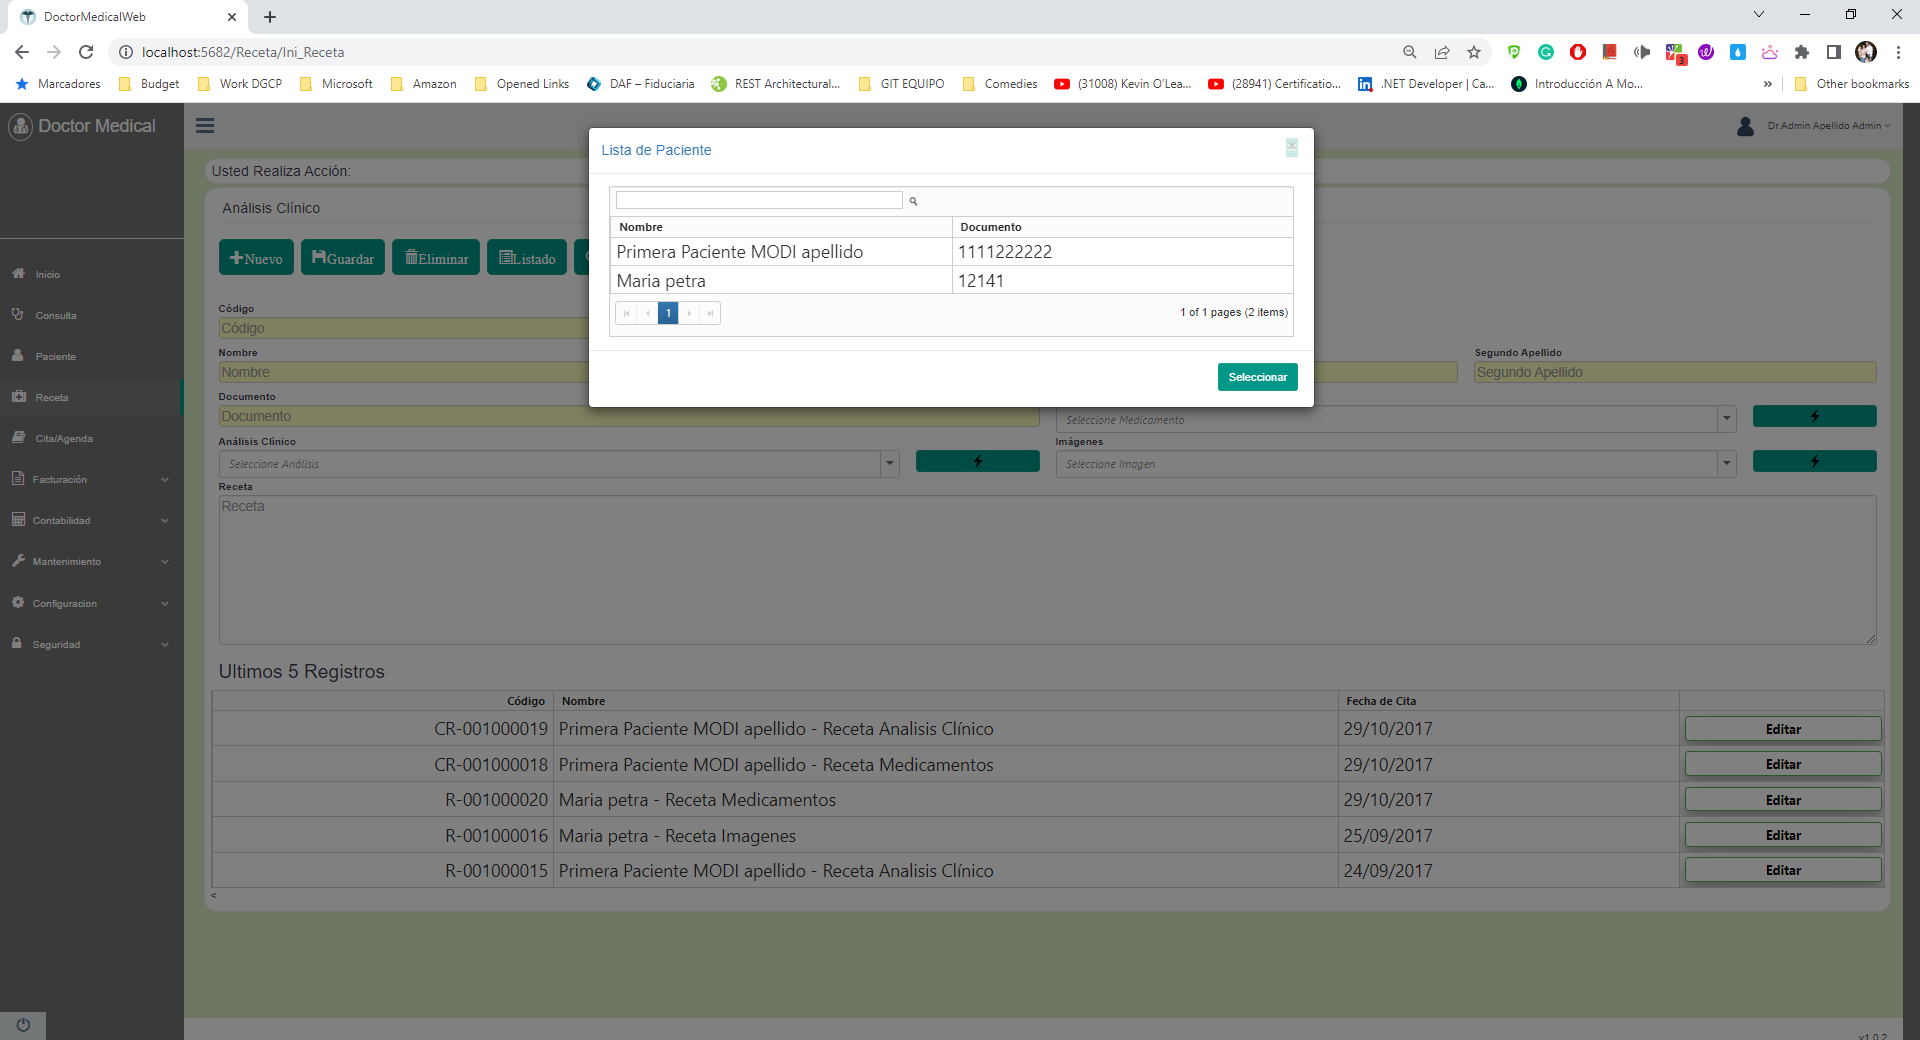 DoctorMedicalWeb
localhost:5682/Receta/Ini_Receta
3
Marcadores
Budget
Work DGCP
Microsoft
Amazon
Opened Links
DAF – Fiduciaria
REST Architectural...
GIT EQUIPO
Comedies
(31008) Kevin O'Lea...
(28941) Certificatio...
.NET Developer | Ca...
Introducción A Mo...
»
Other bookmarks
Doctor Medical
Dr.Admin Apellido Admin
Inicio
Consulta
Paciente
Receta
Cita/Agenda
Facturación
Contabilidad
Mantenimiento
Configuracion
Seguridad
Usted Realiza Acción:
Análisis Clínico
Nuevo
Guardar
Eliminar
Listado
Lista de Paciente
×
Nombre Documento
Primera Paciente MODI apellido 1111222222
Maria petra 12141
1
1 of 1 pages (2 items)
Seleccionar
Código
Código
Nombre
Nombre
Segundo Apellido
Segundo Apellido
Documento
Documento
Seleccione Medicamento
Análisis Clínico
Seleccione Análisis
Imágenes
Seleccione Imagen
Receta
Receta
Ultimos 5 Registros
Código Nombre Fecha de Cita
CR-001000019 Primera Paciente MODI apellido - Receta Analisis Clínico 29/10/2017 Editar
CR-001000018 Primera Paciente MODI apellido - Receta Medicamentos 29/10/2017 Editar
R-001000020 Maria petra - Receta Medicamentos 29/10/2017 Editar
R-001000016 Maria petra - Receta Imagenes 25/09/2017 Editar
R-001000015 Primera Paciente MODI apellido - Receta Analisis Clínico 24/09/2017 Editar
<
v1.0.2